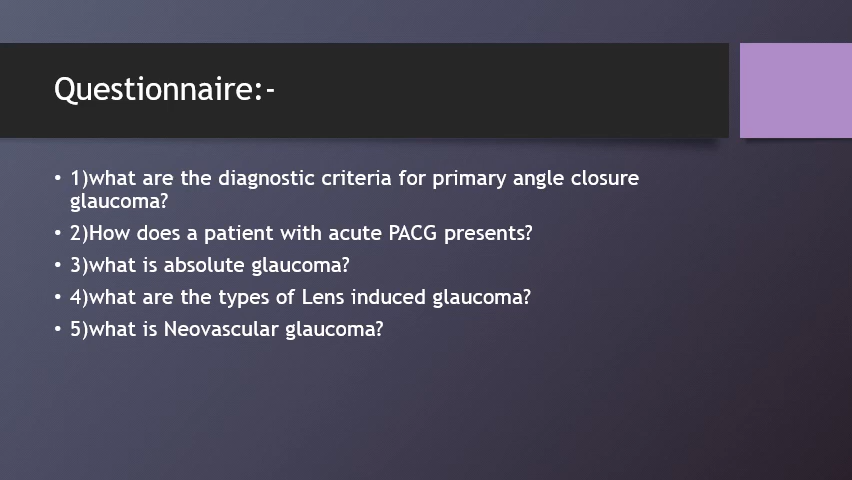 Questionnaire:-
• 1)what are the diagnostic criteria for primary angle closure
glaucoma?
• 2)How does a patient with acute PACG presents?
• 3)what is absolute glaucoma?
• 4)what are the types of Lens induced glaucoma?
• 5)what is Neovascular glaucoma?